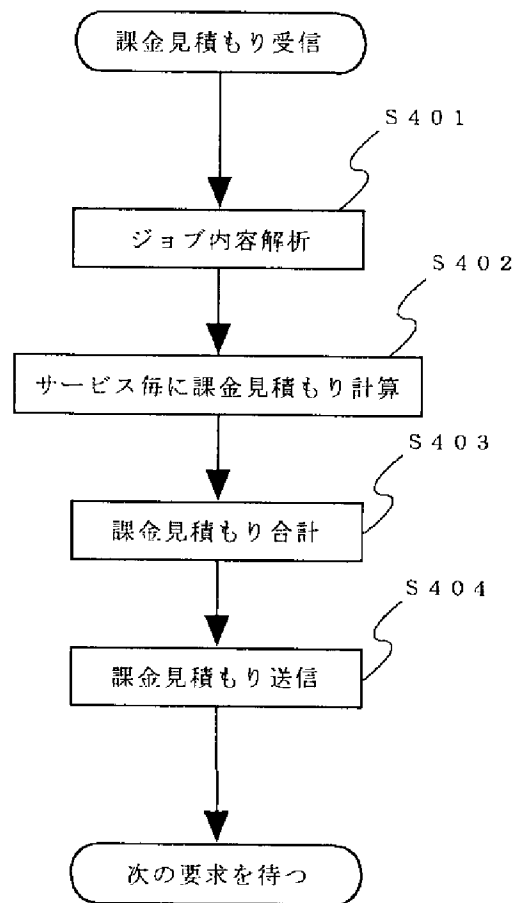 課金見積もり受信
S401
ジョブ内容解析
S402
サービス毎に課金見積もり計算
S403
課金見積もり合計
S404
課金見積もり送信
次の要求を待つ